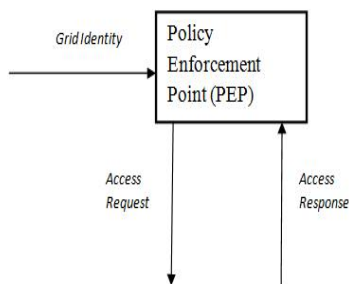 Grid Identity
Policy
Enforcement
Point (PEP)
Access
Request
Access
Response